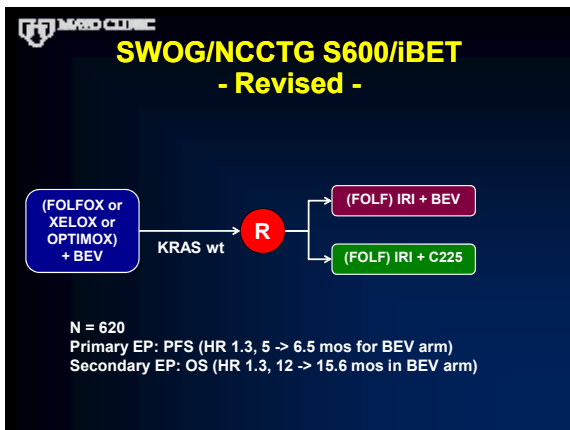 MAYO CLINIC
SWOG/NCCTG S600/iBET
- Revised -
(FOLFOX or
XELOX or
OPTIMOX)
+ BEV
KRAS wt
R
(FOLF) IRI + BEV
(FOLF) IRI + C225
N = 620
Primary EP: PFS (HR 1.3, 5 -> 6.5 mos for BEV arm)
Secondary EP: OS (HR 1.3, 12 -> 15.6 mos in BEV arm)